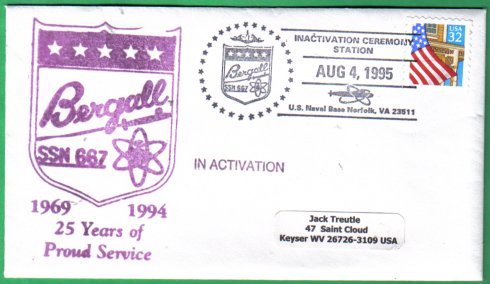 Bergall
SSN 667
1969 1994
25 Years of
Proud Service
Bergall
SSN 667
INACTIVATION CEREMONY
STATION
AUG 4, 1995
U.S. Naval Base Norfolk, VA 23511
USA
32
IN ACTIVATION
Jack Treutle
47 Saint Cloud
Keyser WV 26726-3109 USA